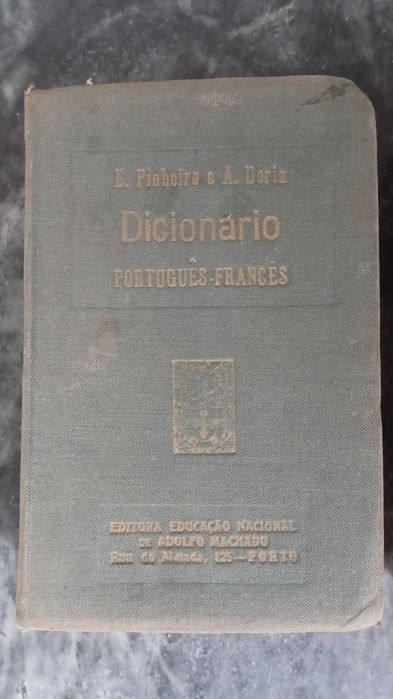 E. Pinheiro e A. Doria
Dicionário
PORTUGUÊS-FRANCÊS
EDITORA EDUCAÇÃO NACIONAL
DE ADOLFO MACHADO
Rua do Almada, 125—PORTO